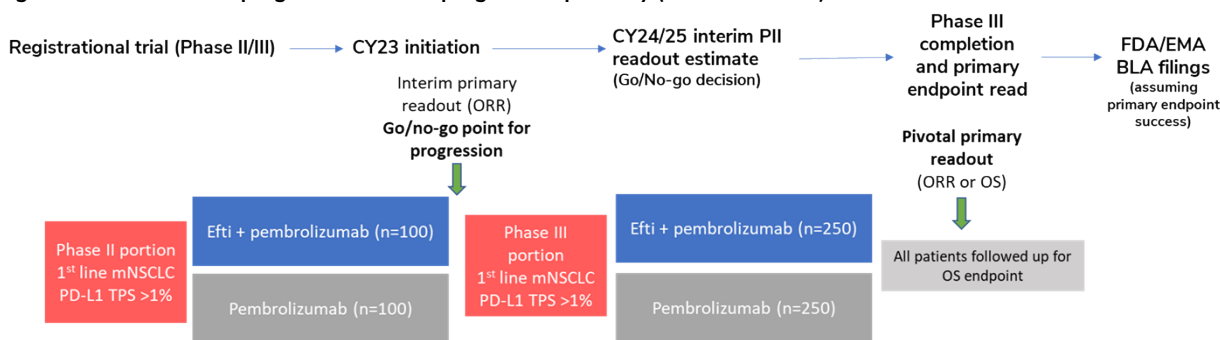 Registrational trial (Phase II/III)
CY23 initiation
CY24/25 interim PII
readout estimate
(Go/No-go decision)
Phase III
completion
and primary
endpoint read
FDA/EMA
BLA filings
(assuming
primary endpoint
success)
Interim primary
readout (ORR)
Go/no-go point for
progression
Pivotal primary
readout
(ORR or OS)
Phase II portion
1st line mNSCLC
PD-L1 TPS >1%
Efti + pembrolizumab (n=100)
Pembrolizumab (n=100)
Phase III
portion
1st line mNSCLC
PD-L1 TPS >1%
Efti + pembrolizumab (n=250)
Pembrolizumab (n=250)
All patients followed up for
OS endpoint